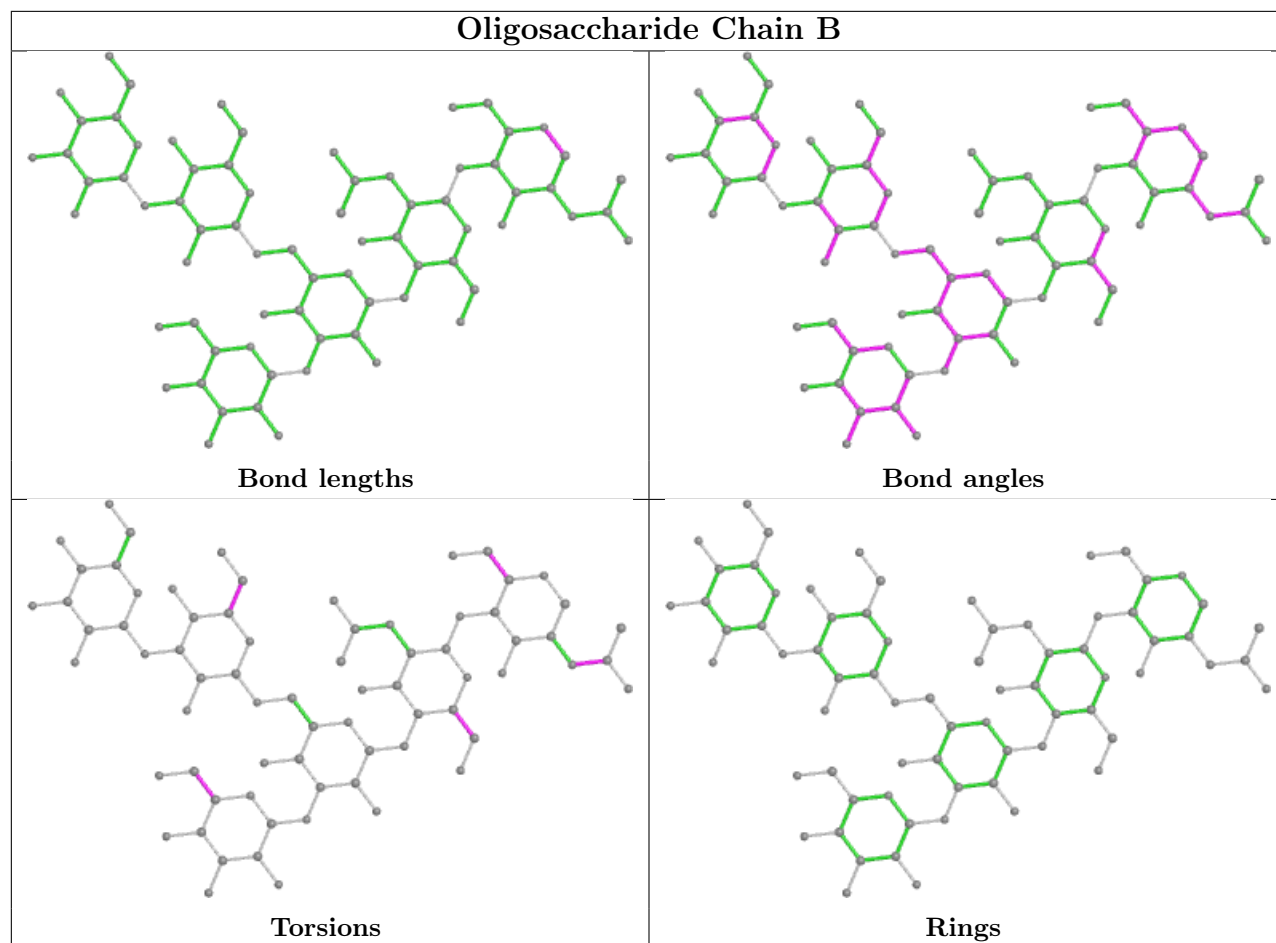 Oligosaccharide Chain B
Bond lengths
Bond angles
Torsions
Rings